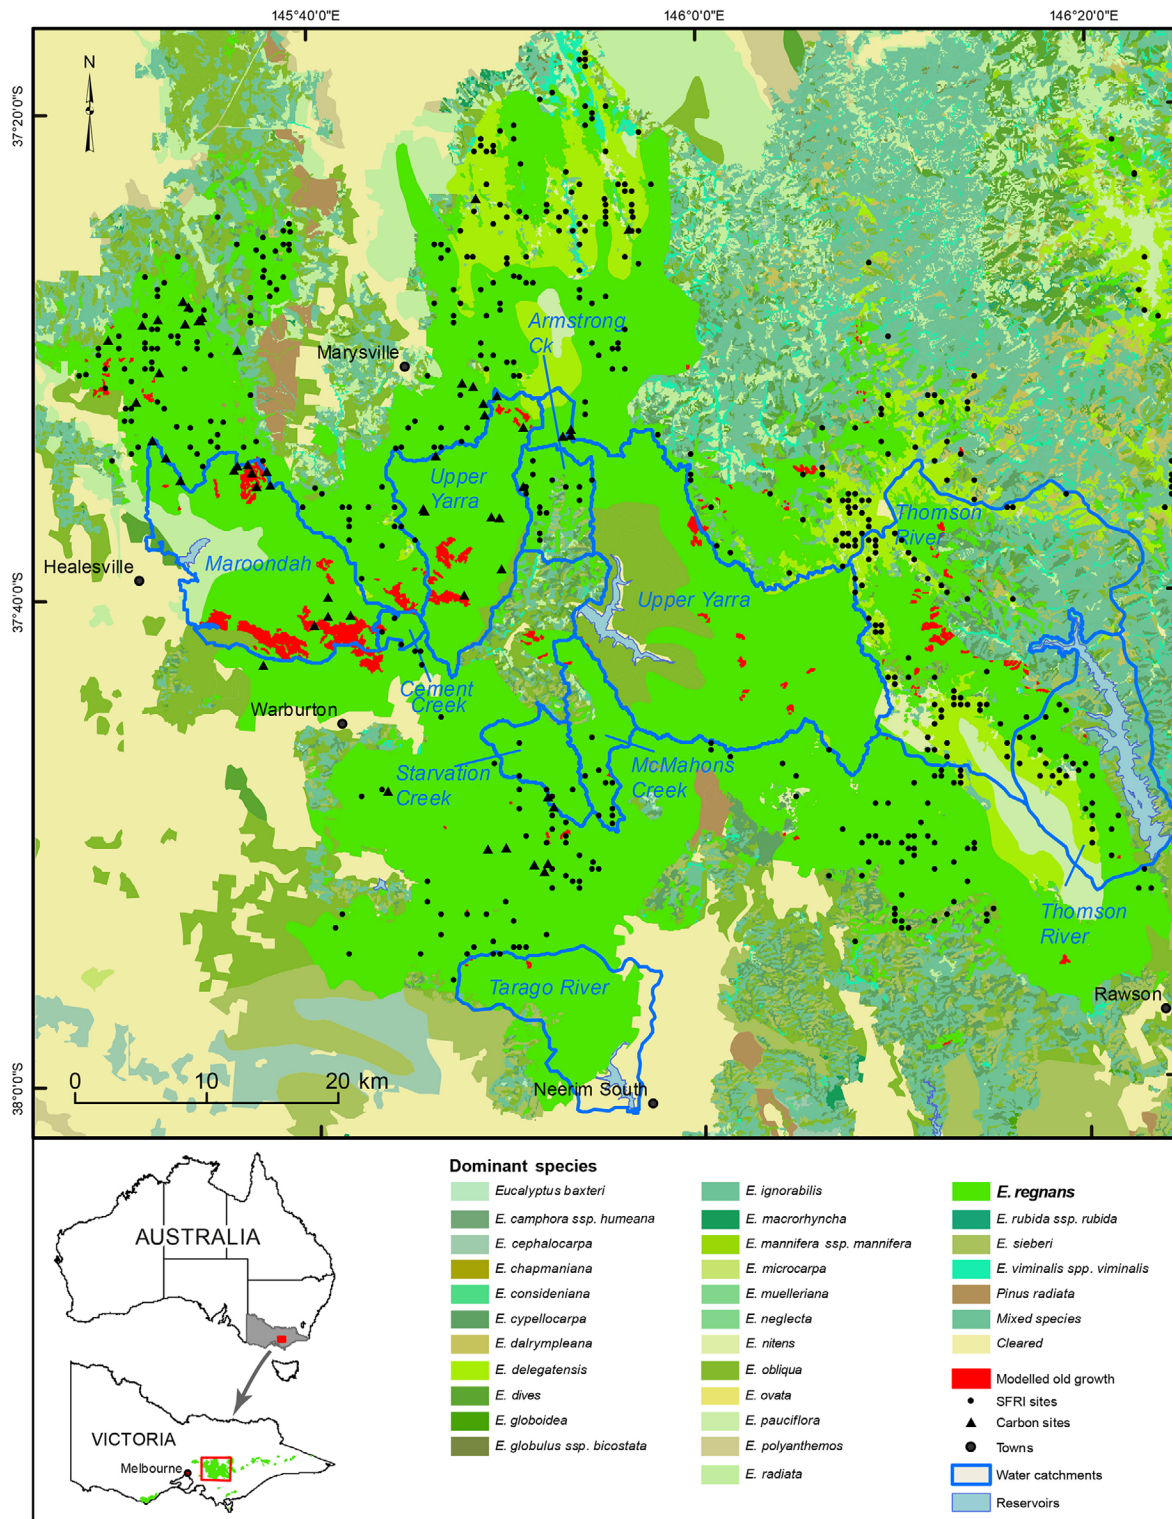 145°40'0"E
146°0'0"E
146°20'0"E
37°20'0"S
37°40'0"S
38°0'0"S
N
Armstrong
Ck
Marysville
Upper
Yarra
Thomson
River
Healesville
Maroondah
Upper Yarra
Cement
Creek
Warburton
Starvation
Creek
McMahons
Creek
Thomson
River
Tarago River
Rawson
Neerim South
0 10 20 km
AUSTRALIA
VICTORIA
Melbourne
Dominant species
Eucalyptus baxteri
E. camphora ssp. humeana
E. cephalocarpa
E. chapmaniana
E. consideniana
E. cypellocarpa
E. dalrympleana
E. delegatensis
E. dives
E. globoidea
E. globulus ssp. bicostata
E. ignorabilis
E. macrorhyncha
E. mannifera ssp. mannifera
E. microcarpa
E. muelleriana
E. neglecta
E. nitens
E. obliqua
E. ovata
E. pauciflora
E. polyanthemos
E. radiata
E. regnans
E. rubida ssp. rubida
E. sieberi
E. viminalis spp. viminalis
Pinus radiata
Mixed species
Cleared
Modelled old growth
SFRI sites
Carbon sites
Towns
Water catchments
Reservoirs